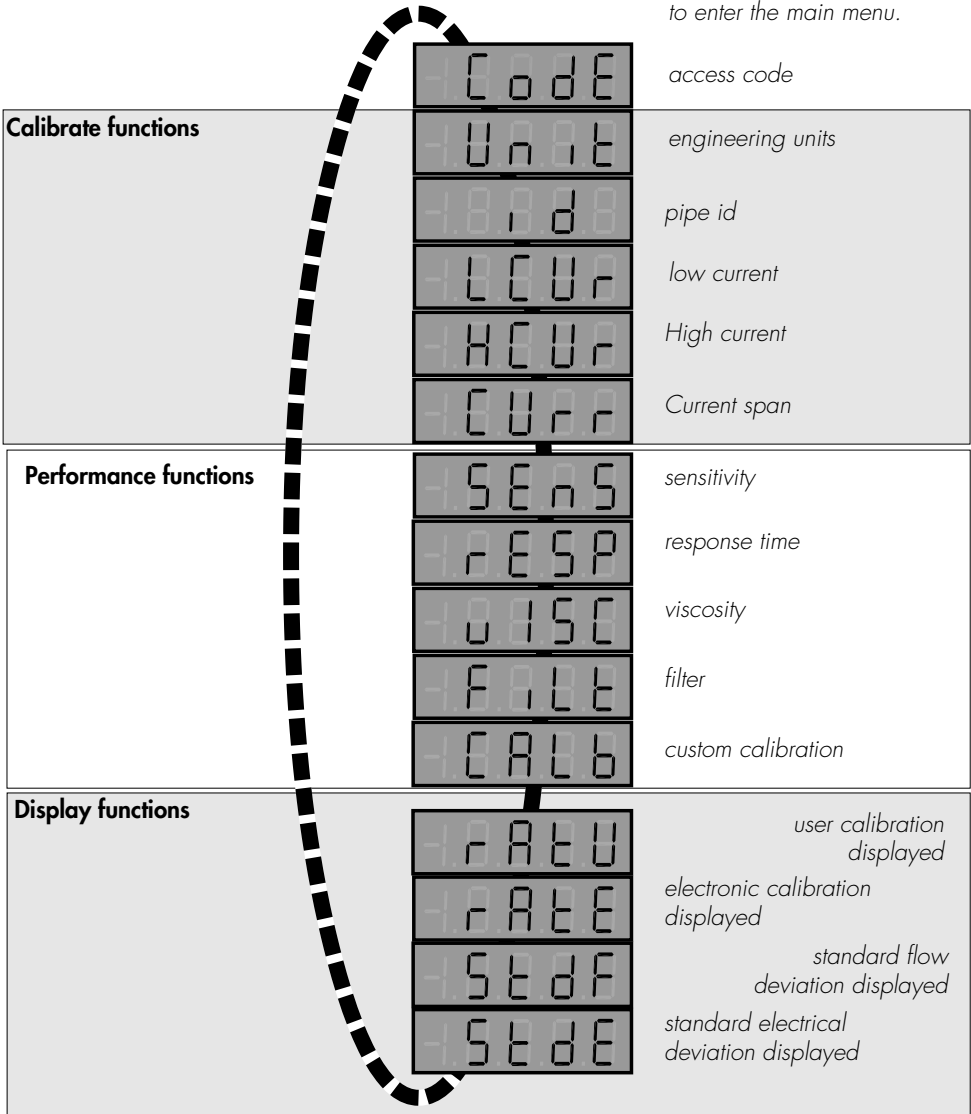 to enter the main menu.
CodE
access code
Calibrate functions
Unit
engineering units
id
pipe id
LCUr
low current
HCUr
High current
CUrr
Current span
Performance functions
SEnS
sensitivity
rESP
response time
uISC
viscosity
FiLt
filter
CALb
custom calibration
Display functions
rAtU
user calibration
displayed
rAtE
electronic calibration
displayed
StdF
standard flow
deviation displayed
StdE
standard electrical
deviation displayed